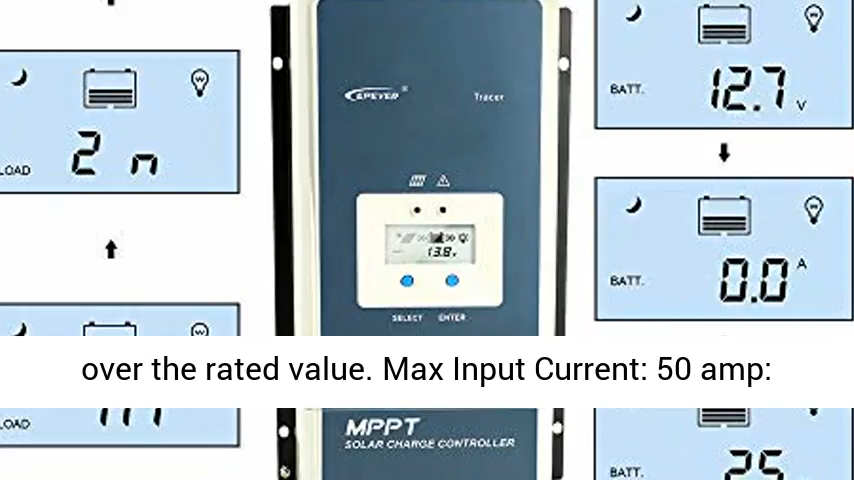 LOAD
2 n
EPEVER®
Tracer
BATT.
12.7 V
BATT.
0.0 A
13.8 V
SELECT ENTER
over the rated value. Max Input Current: 50 amp:
LOAD
MPPT
SOLAR CHARGE CONTROLLER
BATT.
25